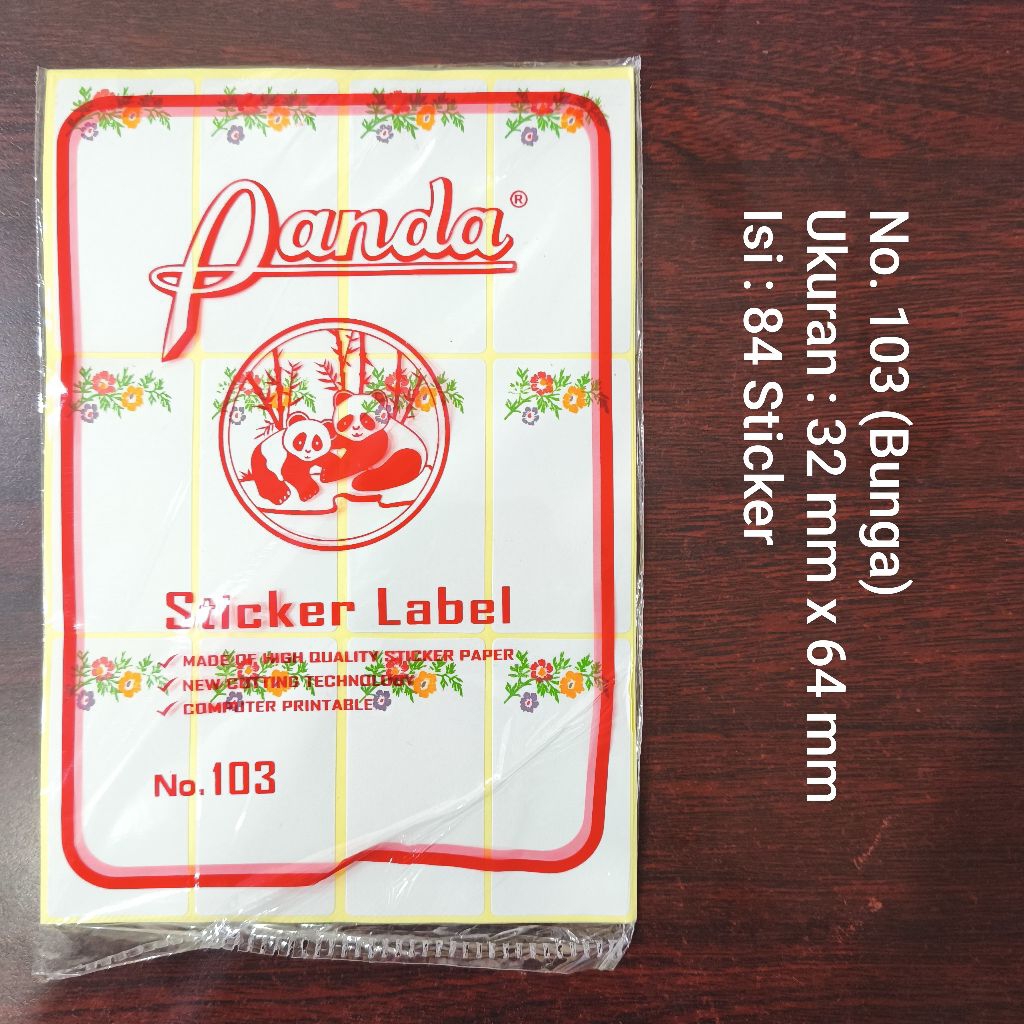 Panda®
Sticker Label
✓ MADE OF HIGH QUALITY STICKER PAPER
✓ NEW CUTTING TECHNOLOGY
✓ COMPUTER PRINTABLE
No.103
No. 103 (Bunga)
Ukuran : 32 mm x 64 mm
Isi : 84 Sticker